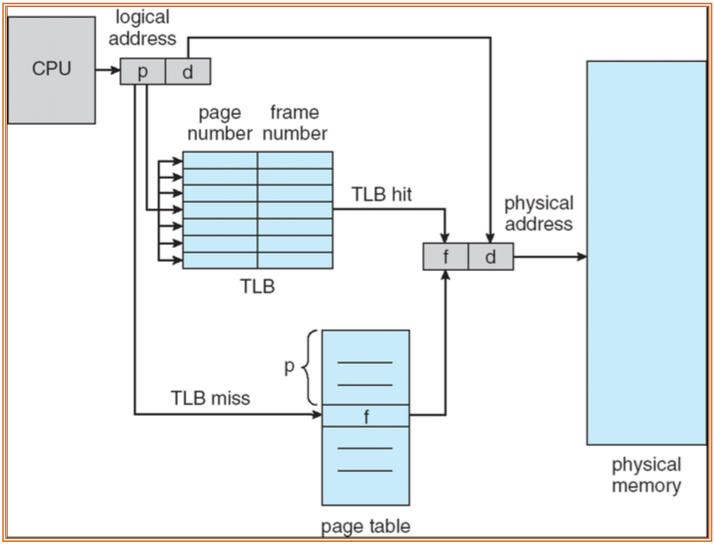 logical
address
CPU
p
d
page
number
frame
number
TLB hit
physical
address
f
d
TLB
p
TLB miss
f
physical
memory
page table